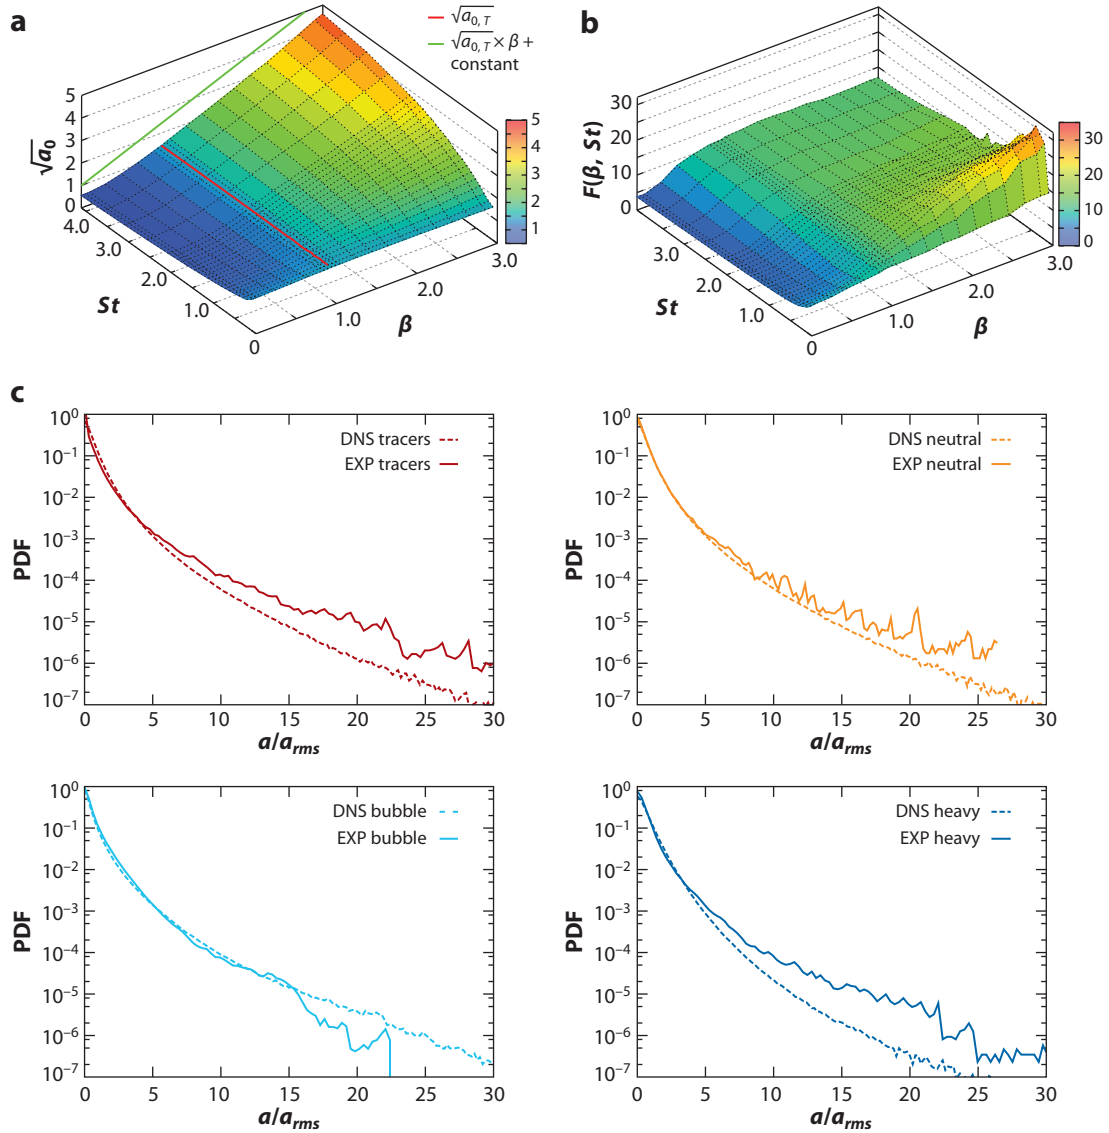 a
√a0,T
√a0,T × β +
constant
5
4
3
2
1
0
√a0
4.0
3.0
2.0
1.0
0
St
1.0
2.0
3.0
β
5
4
3
2
1
b
30
20
10
0
F(β, St)
4.0
3.0
2.0
1.0
0
St
1.0
2.0
3.0
β
30
20
10
0
c
10^0
10^-1
10^-2
10^-3
10^-4
10^-5
10^-6
10^-7
PDF
DNS tracers
EXP tracers
0 5 10 15 20 25 30
a/arms
10^0
10^-1
10^-2
10^-3
10^-4
10^-5
10^-6
10^-7
PDF
DNS neutral
EXP neutral
0 5 10 15 20 25 30
a/arms
10^0
10^-1
10^-2
10^-3
10^-4
10^-5
10^-6
10^-7
PDF
DNS bubble
EXP bubble
0 5 10 15 20 25 30
a/arms
10^0
10^-1
10^-2
10^-3
10^-4
10^-5
10^-6
10^-7
PDF
DNS heavy
EXP heavy
0 5 10 15 20 25 30
a/arms